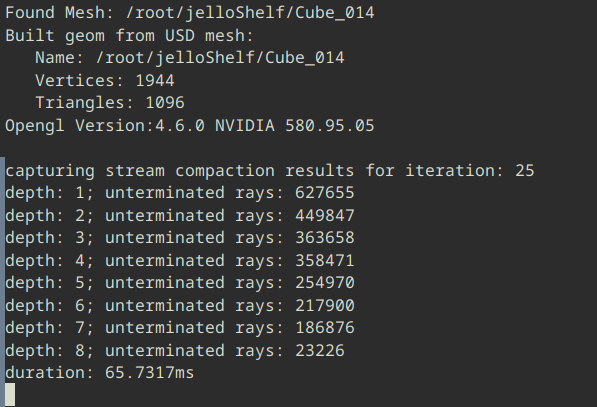 Found Mesh: /root/jelloShelf/Cube_014
Built geom from USD mesh:
   Name: /root/jelloShelf/Cube_014
   Vertices: 1944
   Triangles: 1096
Opengl Version:4.6.0 NVIDIA 580.95.05

capturing stream compaction results for iteration: 25
depth: 1; unterminated rays: 627655
depth: 2; unterminated rays: 449847
depth: 3; unterminated rays: 363658
depth: 4; unterminated rays: 358471
depth: 5; unterminated rays: 254970
depth: 6; unterminated rays: 217900
depth: 7; unterminated rays: 186876
depth: 8; unterminated rays: 23226
duration: 65.7317ms